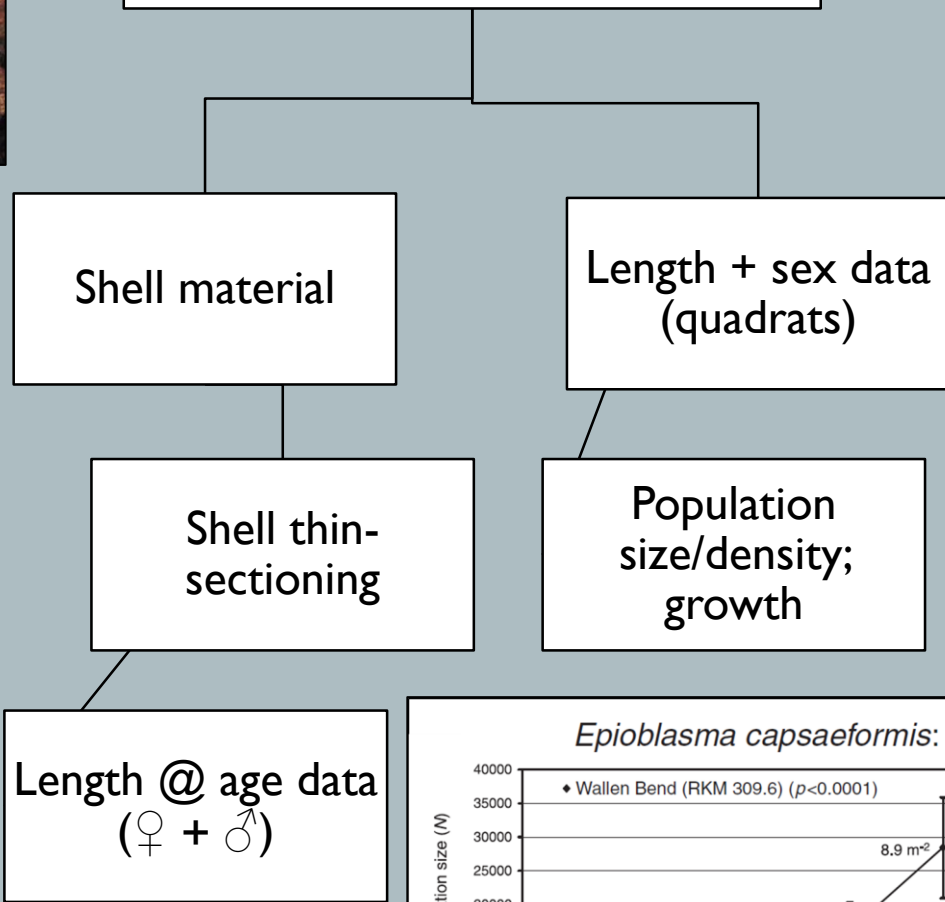 Shell material
Length + sex data
(quadrats)
Shell thin-
sectioning
Population
size/density;
growth
Length @ age data
(♀ + ♂)
Epioblasma capsaeformis:
40000
◆ Wallen Bend (RKM 309.6) (p<0.0001)
35000
30000
8.9 m⁻²
25000
size (N)